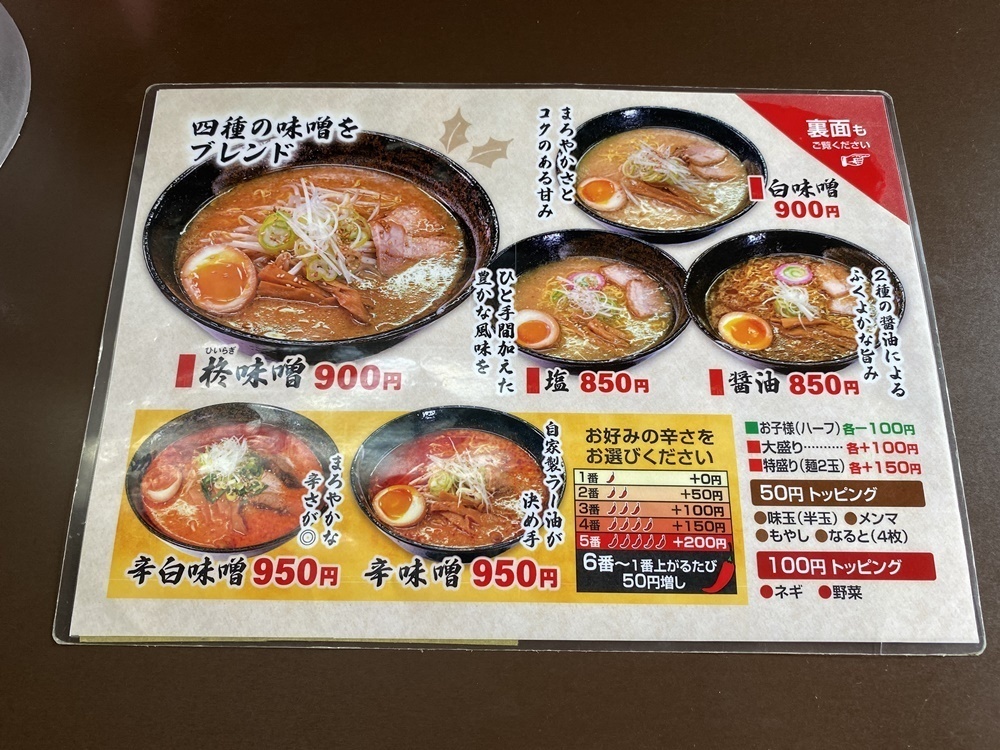 四種の味噌を
ブレンド
ひいらぎ
柊味噌 900円
まろやかさと
コクのある甘み
白味噌
900円
裏面も
ご覧ください
ひと手間加えた
豊かな風味を
塩 850円
2種の醤油による
ふくよかな旨み
醤油 850円
まろやかな
辛さが◎
辛白味噌 950円
自家製ラー油が
決め手
辛味噌 950円
お好みの辛さを
お選びください
1番 +0円
2番 +50円
3番 +100円
4番 +150円
5番 +200円
6番～1番上がるたび
50円増し
お子様(ハーフ) 各－100円
大盛り………… 各+100円
特盛り(麺2玉) 各+150円
50円 トッピング
●味玉(半玉) ●メンマ
●もやし ●なると(4枚)
100円 トッピング
●ネギ ●野菜